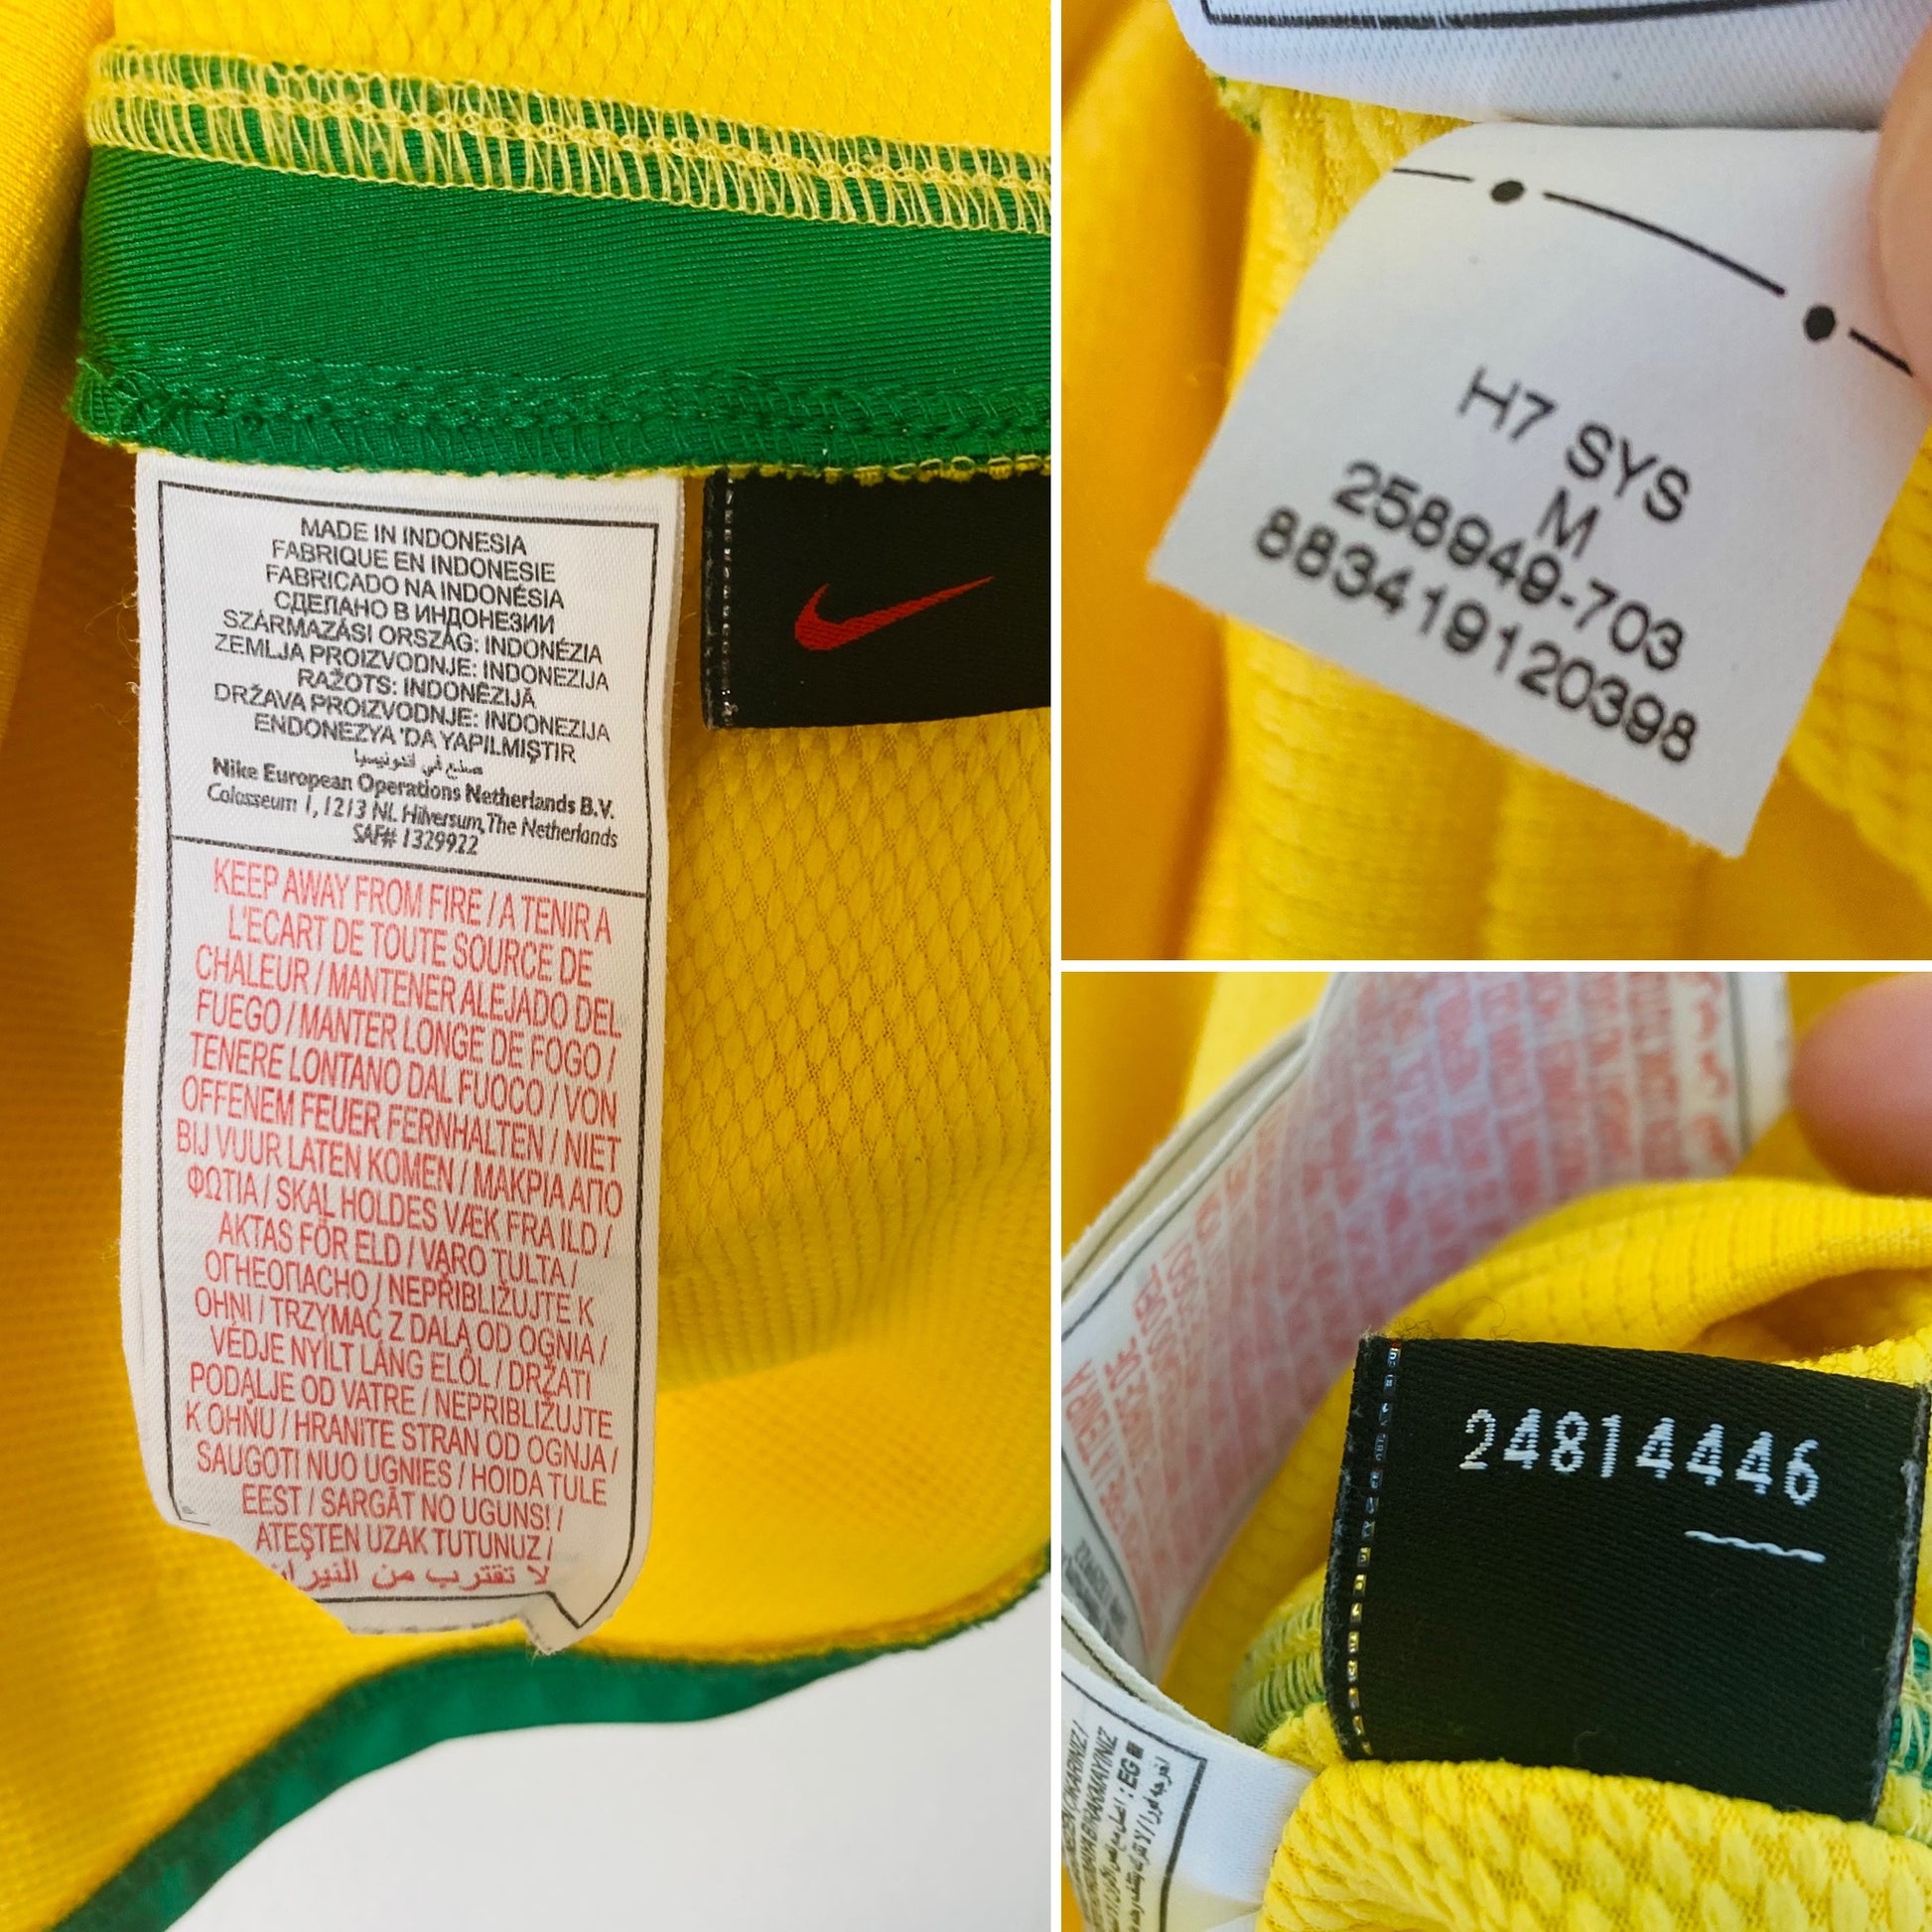 MADE IN INDONESIA
FABRIQUE EN INDONESIE
FABRICADO NA INDONÉSIA
СДЕЛАНО В ИНДОНЕЗИИ
SZÁRMAZÁSI ORSZÁG: INDONÉZIA
ZEMLJA PROIZVODNJE: INDONEZIJA
RAŽOTS: INDONĒZIJĀ
DRŽAVA PROIZVODNJE: INDONEZIJA
ENDONEZYA 'DA YAPILMIŞTIR
صنع في أندونيسيا
Nike European Operations Netherlands B.V.
Colosseum 1, 1213 NL Hilversum, The Netherlands
SAF# 1329922
KEEP AWAY FROM FIRE / A TENIR A
L'ECART DE TOUTE SOURCE DE
CHALEUR / MANTENER ALEJADO DEL
FUEGO / MANTER LONGE DE FOGO /
TENERE LONTANO DAL FUOCO / VON
OFFENEM FEUER FERNHALTEN / NIET
BIJ VUUR LATEN KOMEN / ΜΑΚΡΙΑ ΑΠΟ
ΦΩΤΙΑ / SKAL HOLDES VÆK FRA ILD /
AKTAS FÖR ELD / VARO TULTA /
ОГНЕОПАСНО / NEPŘIBLIŽUJTE K
OHNI / TRZYMAĆ Z DALA OD OGNIA /
VÉDJE NYÍLT LÁNG ELŐL / DRŽATI
PODALJE OD VATRE / NEPRIBLIŽUJTE
K OHŇU / HRANITE STRAN OD OGNJA /
SAUGOTI NUO UGNIES / HOIDA TULE
EEST / SARGĀT NO UGUNS! /
ATEŞTEN UZAK TUTUNUZ /
لا تقترب من النيران
H7 SYS
M
258949-703
883419120398
24814446